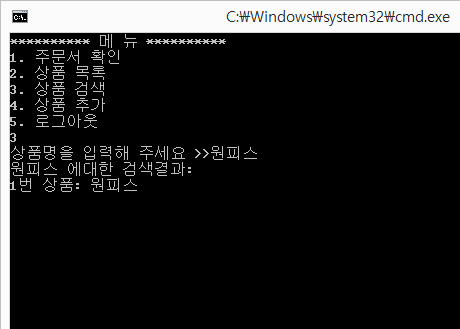 C:\Windows\system32\cmd.exe
********** 메 뉴 **********
1. 주문서 확인
2. 상품 목록
3. 상품 검색
4. 상품 추가
5. 로그아웃
3
상품명을 입력해 주세요 >>원피스
원피스 에대한 검색결과:
1번 상품: 원피스